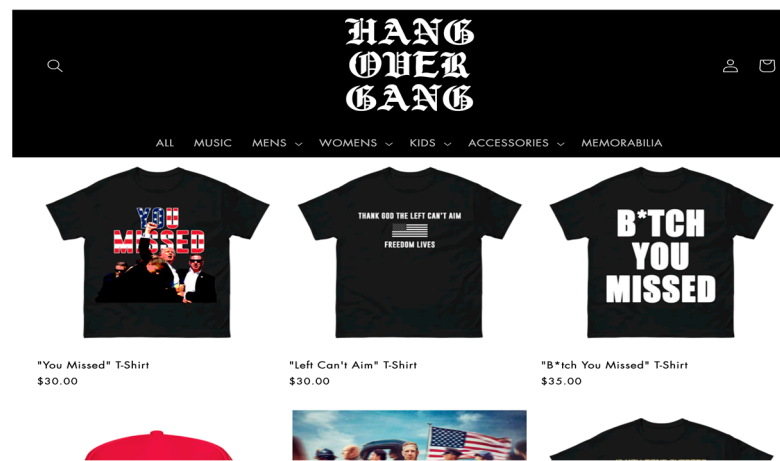 HANG
OVER
GANG
ALL MUSIC MENS WOMENS KIDS ACCESSORIES MEMORABILIA
YOU
MISSED
THANK GOD THE LEFT CAN'T AIM
FREEDOM LIVES
B*TCH
YOU
MISSED
"You Missed" T-Shirt
$30.00
"Left Can't Aim" T-Shirt
$30.00
"B*tch You Missed" T-Shirt
$35.00